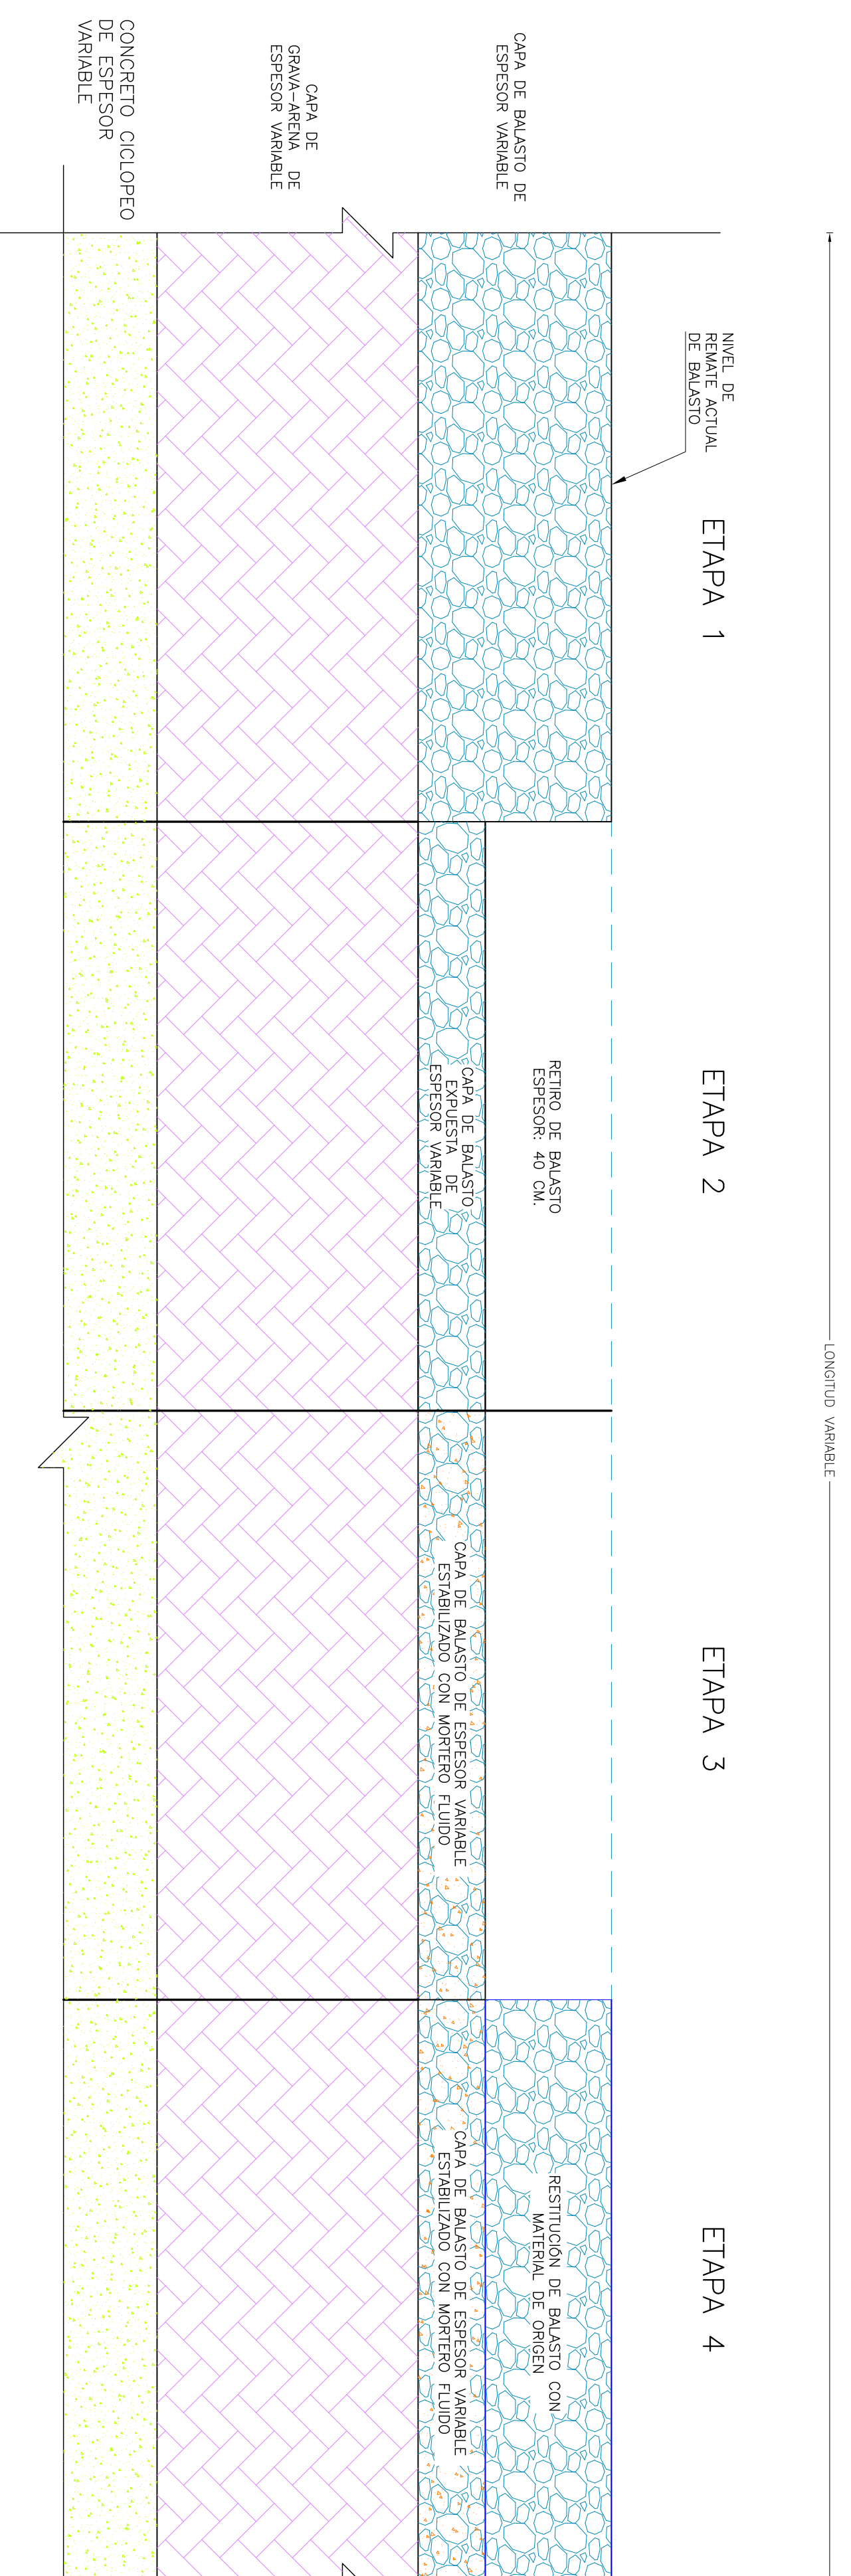 LONGITUD VARIABLE
NIVEL DE
REMATE ACTUAL
DE BALASTO
ETAPA 1
ETAPA 2
ETAPA 3
ETAPA 4
CAPA DE BALASTO DE
ESPESOR VARIABLE
RETIRO DE BALASTO
ESPESOR: 40 CM.
RESTITUCIÓN DE BALASTO CON
MATERIAL DE ORIGEN
CAPA DE BALASTO
EXPUESTA DE
ESPESOR VARIABLE
CAPA DE BALASTO DE ESPESOR VARIABLE
ESTABILIZADO CON MORTERO FLUIDO
CAPA DE BALASTO DE ESPESOR VARIABLE
ESTABILIZADO CON MORTERO FLUIDO
CAPA DE
GRAVA-ARENA DE
ESPESOR VARIABLE
CONCRETO CICLOPEO
DE ESPESOR
VARIABLE